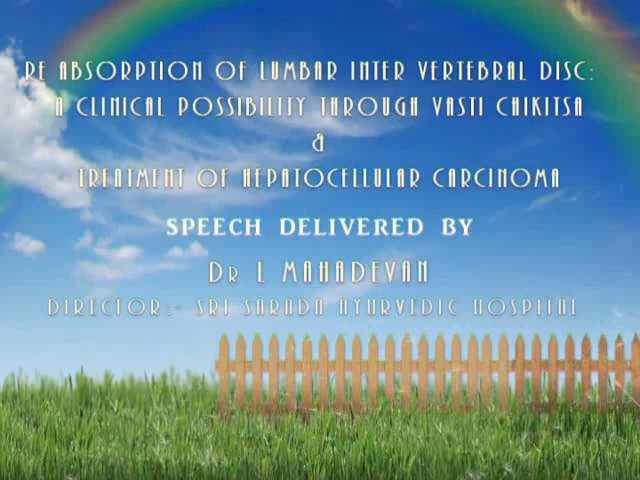 RE ABSORPTION OF LUMBAR INTER VERTEBRAL DISC:
A CLINICAL POSSIBILITY THROUGH VASTI CHIKITSA
&
TREATMENT OF HEPATOCELLULAR CARCINOMA
SPEECH DELIVERED BY
DR L MAHADEVAN
DIRECTOR:- SRI SARADA AYURVEDIC HOSPITAL